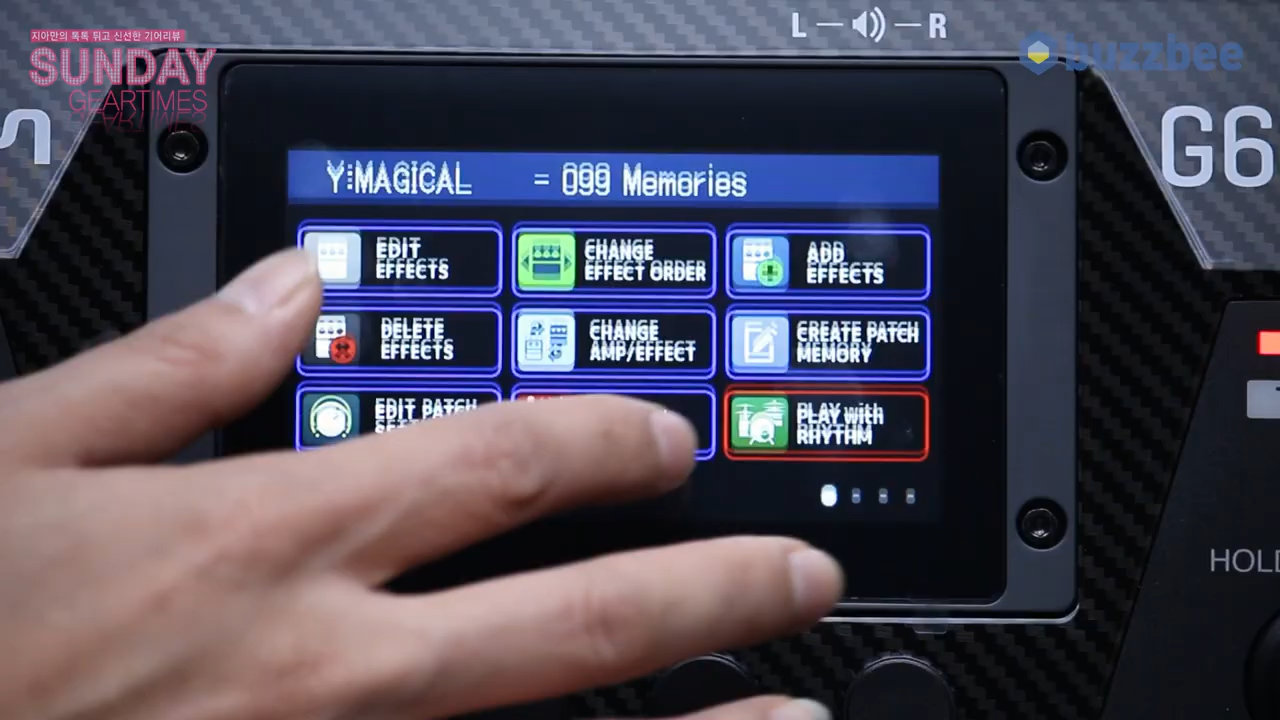 L R
지아만의 톡톡 튀고 신선한 기어리뷰
SUNDAY
GEARTIMES
buzzbee
G6
Y:MAGICAL = 099 Memories
EDIT
EFFECTS
CHANGE
EFFECT ORDER
ADD
EFFECTS
DELETE
EFFECTS
CHANGE
AMP/EFFECT
CREATE PATCH
MEMORY
EDIT PATCH
PLAY with
RHYTHM
HOLD